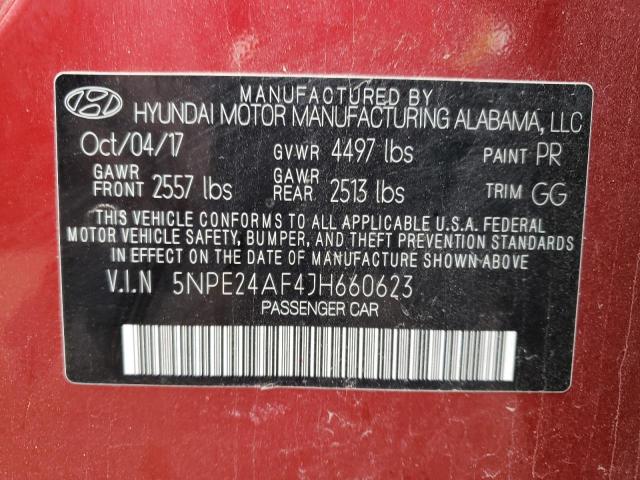 MANUFACTURED BY
HYUNDAI MOTOR MANUFACTURING ALABAMA, LLC
Oct/04/17 GVWR 4497 lbs PAINT PR
GAWR FRONT 2557 lbs GAWR REAR 2513 lbs TRIM GG
THIS VEHICLE CONFORMS TO ALL APPLICABLE U.S.A. FEDERAL
MOTOR VEHICLE SAFETY, BUMPER, AND THEFT PREVENTION STANDARDS
IN EFFECT ON THE DATE OF MANUFACTURE SHOWN ABOVE.
V.I.N 5NPE24AF4JH660623
PASSENGER CAR